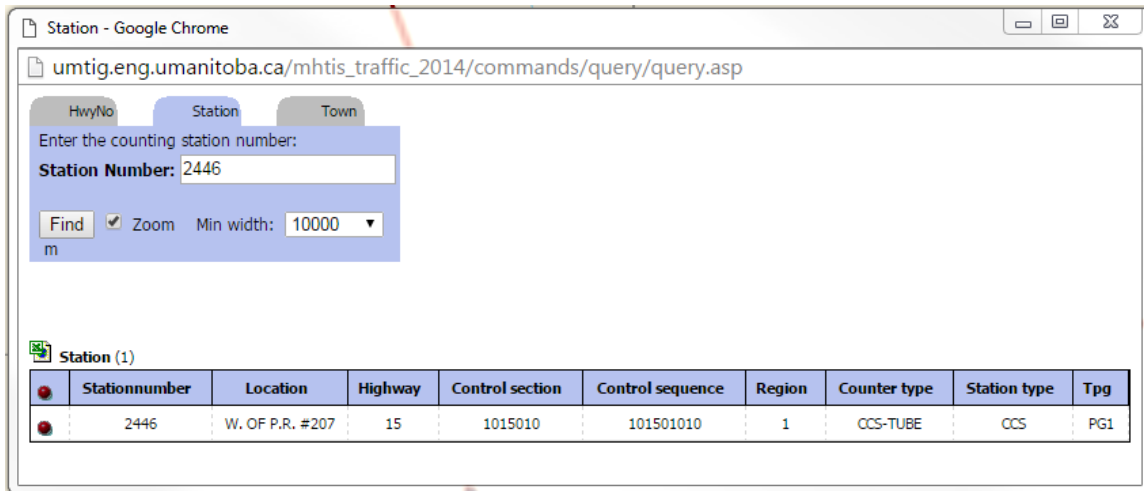 Station - Google Chrome
umtig.eng.umanitoba.ca/mhtis_traffic_2014/commands/query/query.asp
HwyNo Station Town
Enter the counting station number:
Station Number: 2446
Find Zoom Min width: 10000
m
Station (1)
Stationnumber Location Highway Control section Control sequence Region Counter type Station type Tpg
2446 W. OF P.R. #207 15 1015010 101501010 1 CCS-TUBE CCS PG1